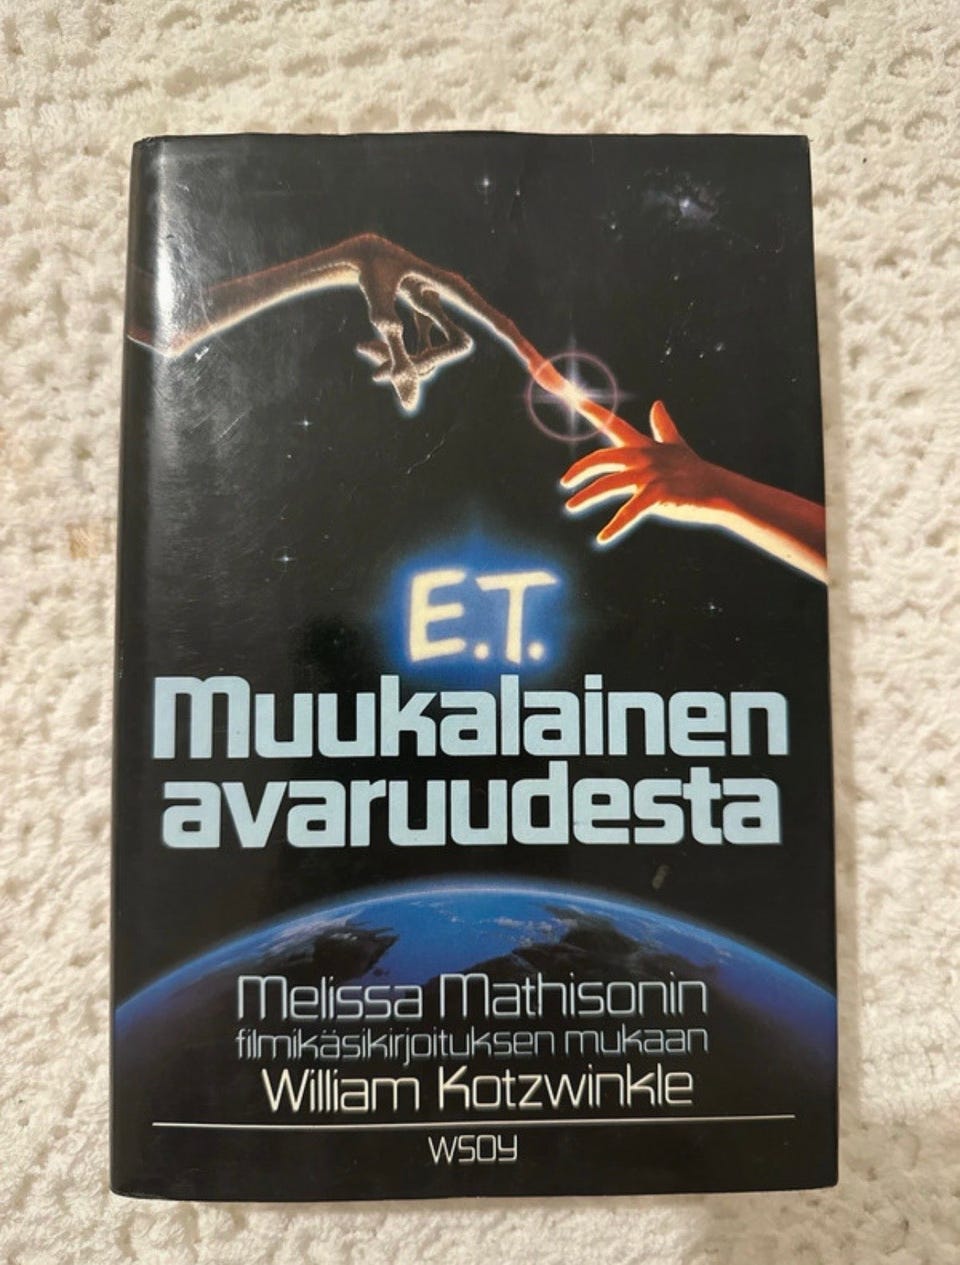 E.T.
Muukalainen
avaruudesta
Melissa Mathisonin
filmikäsikirjoituksen mukaan
William Kotzwinkle
WSOY